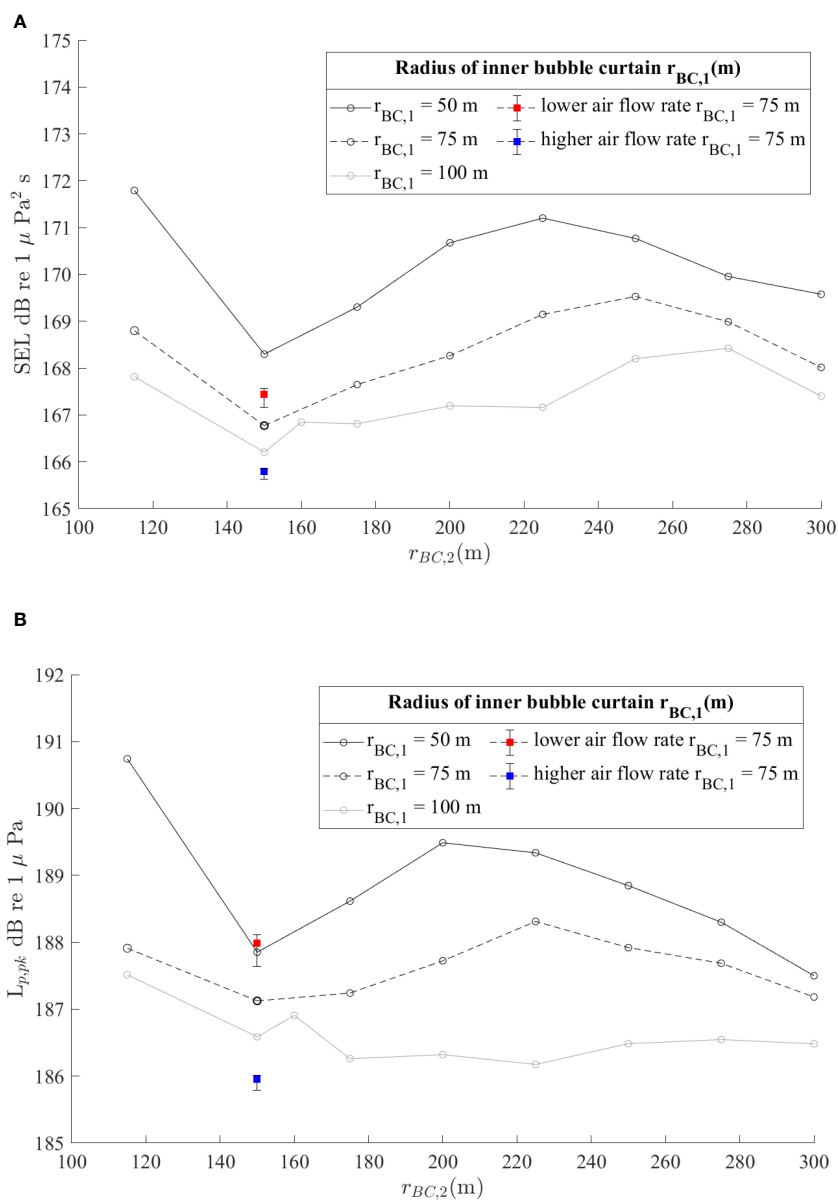 A
Radius of inner bubble curtain r_BC,1(m)
r_BC,1 = 50 m lower air flow rate r_BC,1 = 75 m
r_BC,1 = 75 m higher air flow rate r_BC,1 = 75 m
r_BC,1 = 100 m
SEL dB re 1 μ Pa² s
175
174
173
172
171
170
169
168
167
166
165
100 120 140 160 180 200 220 240 260 280 300
r_BC,2(m)
B
Radius of inner bubble curtain r_BC,1(m)
r_BC,1 = 50 m lower air flow rate r_BC,1 = 75 m
r_BC,1 = 75 m higher air flow rate r_BC,1 = 75 m
r_BC,1 = 100 m
L_p,pk dB re 1 μ Pa
192
191
190
189
188
187
186
185
100 120 140 160 180 200 220 240 260 280 300
r_BC,2(m)